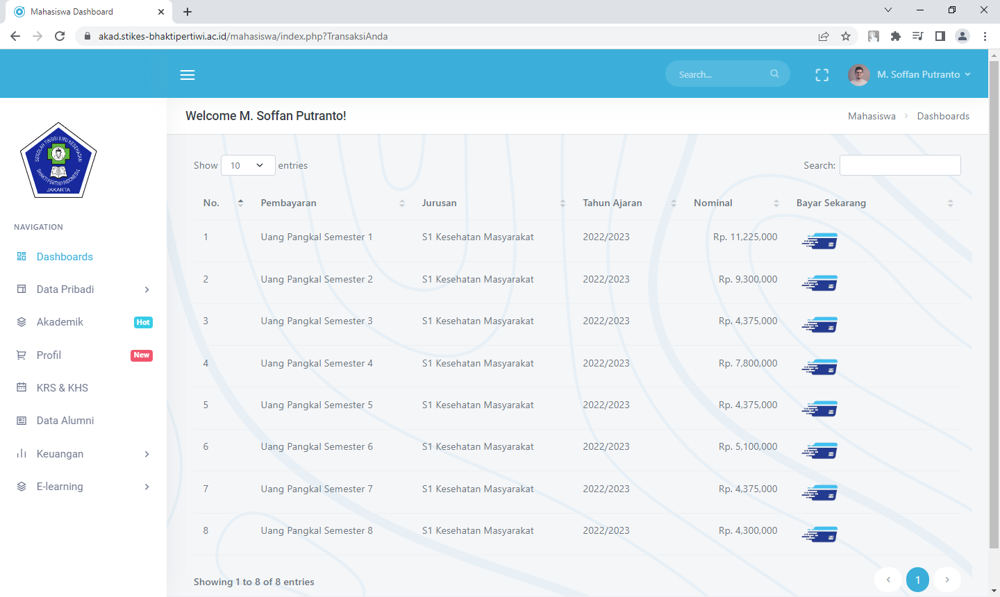 Mahasiswa Dashboard
akad.stikes-bhaktipertiwi.ac.id/mahasiswa/index.php?TransaksiAnda
Search...
M. Soffan Putranto
Welcome M. Soffan Putranto!
Mahasiswa > Dashboards
SEKOLAH TINGGI ILMU KESEHATAN
BHAKTI PERTIWI INDONESIA
JAKARTA
NAVIGATION
Dashboards
Data Pribadi
Akademik Hot
Profil New
KRS & KHS
Data Alumni
Keuangan
E-learning
Show 10 entries
Search:
No. Pembayaran Jurusan Tahun Ajaran Nominal Bayar Sekarang
1 Uang Pangkal Semester 1 S1 Kesehatan Masyarakat 2022/2023 Rp. 11,225,000
2 Uang Pangkal Semester 2 S1 Kesehatan Masyarakat 2022/2023 Rp. 9,300,000
3 Uang Pangkal Semester 3 S1 Kesehatan Masyarakat 2022/2023 Rp. 4,375,000
4 Uang Pangkal Semester 4 S1 Kesehatan Masyarakat 2022/2023 Rp. 7,800,000
5 Uang Pangkal Semester 5 S1 Kesehatan Masyarakat 2022/2023 Rp. 4,375,000
6 Uang Pangkal Semester 6 S1 Kesehatan Masyarakat 2022/2023 Rp. 5,100,000
7 Uang Pangkal Semester 7 S1 Kesehatan Masyarakat 2022/2023 Rp. 4,375,000
8 Uang Pangkal Semester 8 S1 Kesehatan Masyarakat 2022/2023 Rp. 4,300,000
Showing 1 to 8 of 8 entries
1